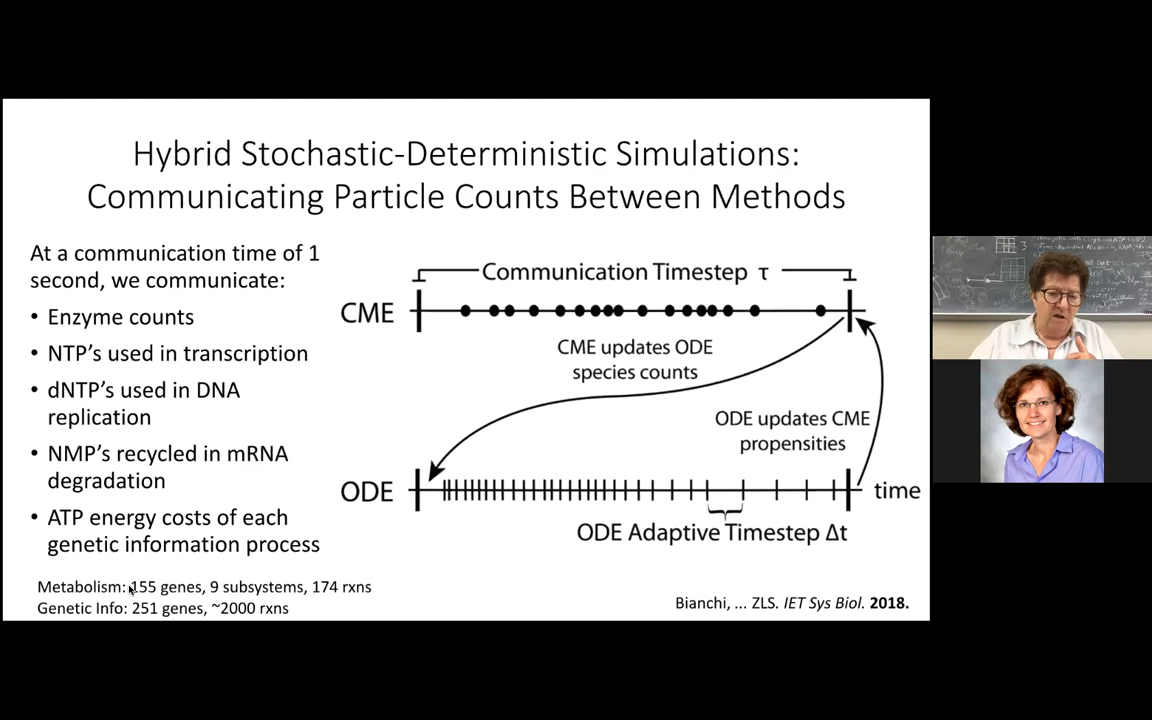 Hybrid Stochastic-Deterministic Simulations:
Communicating Particle Counts Between Methods
At a communication time of 1
second, we communicate:
• Enzyme counts
• NTP's used in transcription
• dNTP's used in DNA
replication
• NMP's recycled in mRNA
degradation
• ATP energy costs of each
genetic information process
Metabolism: 155 genes, 9 subsystems, 174 rxns
Genetic Info: 251 genes, ~2000 rxns
Communication Timestep τ
CME
CME updates ODE
species counts
ODE updates CME
propensities
ODE
time
ODE Adaptive Timestep Δt
Bianchi, ... ZLS. IET Sys Biol. 2018.